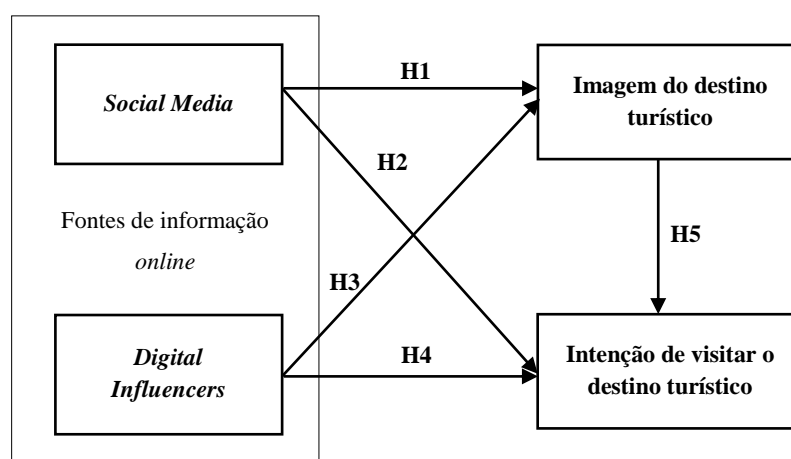 Social Media
H1
Imagem do destino
turístico
H2
Fontes de informação
online
H5
H3
Digital
Influencers
H4
Intenção de visitar o
destino turístico